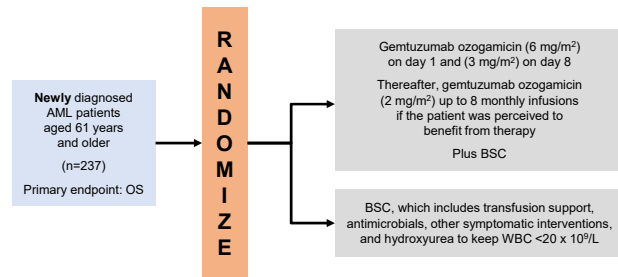 Newly diagnosed
AML patients
aged 61 years
and older
(n=237)
Primary endpoint: OS
R
A
N
D
O
M
I
Z
E
Gemtuzumab ozogamicin (6 mg/m²)
on day 1 and (3 mg/m²) on day 8
Thereafter, gemtuzumab ozogamicin
(2 mg/m²) up to 8 monthly infusions
if the patient was perceived to
benefit from therapy
Plus BSC
BSC, which includes transfusion support,
antimicrobials, other symptomatic interventions,
and hydroxyurea to keep WBC <20 x 10⁹/L